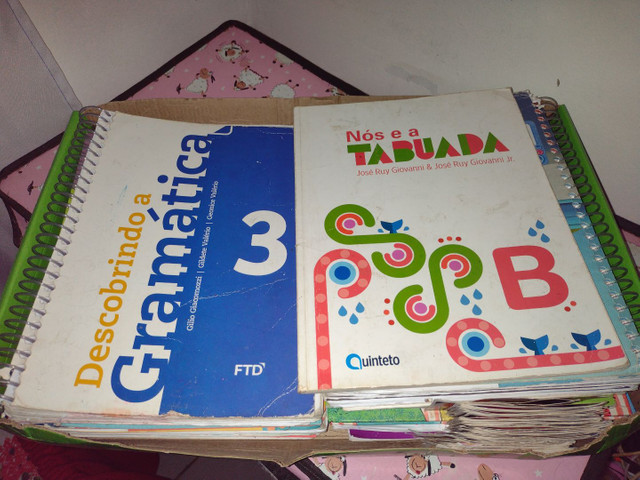 Descobrindo a
Gramática
3
Gilio Giacomozzi | Gildete Valério | Geonice Valério
FTD
Nós e a
TABUADA
José Ruy Giovanni & José Ruy Giovanni Jr.
B
Quinteto